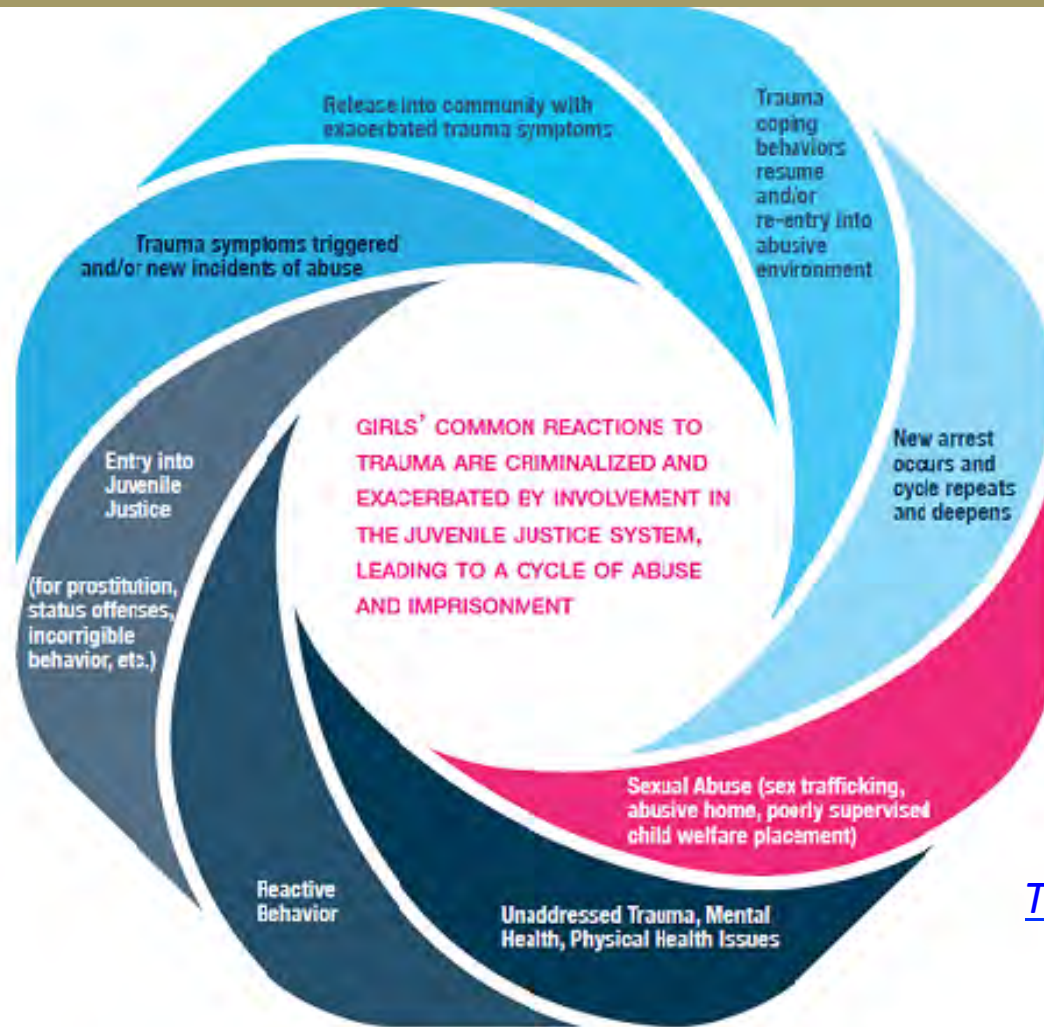 Release into community with
exacerbated trauma symptoms
Trauma
coping
behaviors
resume
and/or
re-entry into
abusive
environment
Trauma symptoms triggered
and/or new incidents of abuse
New arrest
occurs and
cycle repeats
and deepens
GIRLS' COMMON REACTIONS TO
TRAUMA ARE CRIMINALIZED AND
EXACERBATED BY INVOLVEMENT IN
THE JUVENILE JUSTICE SYSTEM,
LEADING TO A CYCLE OF ABUSE
AND IMPRISONMENT
Entry into
Juvenile
Justice
(for prostitution,
status offenses,
incorrigible
behavior, etc.)
Sexual Abuse (sex trafficking,
abusive home, poorly supervised
child welfare placement)
Reactive
Behavior
Unaddressed Trauma, Mental
Health, Physical Health Issues
T